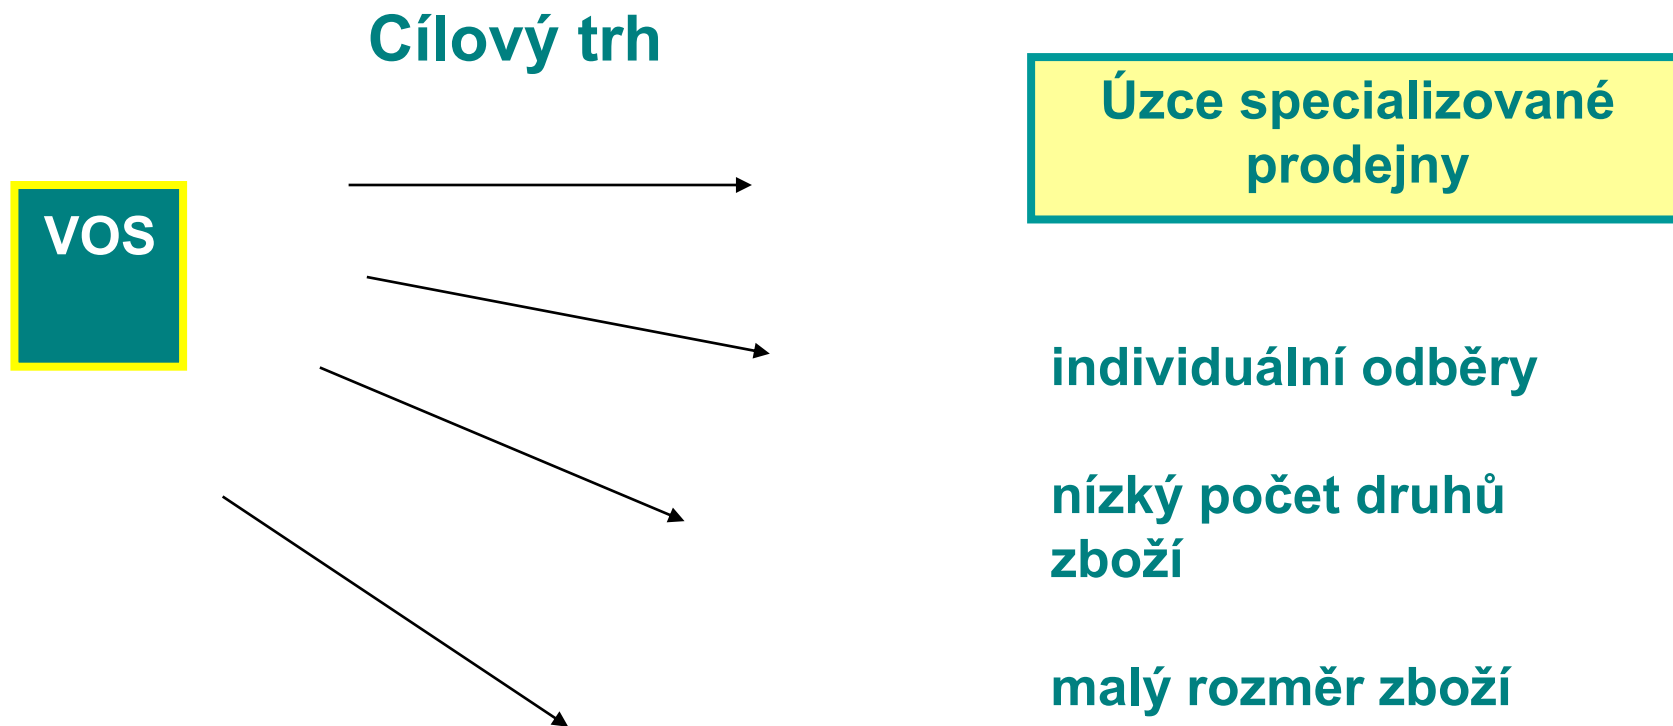 Cílový trh
Úzce specializované
prodejny
VOS
individuální odběry
nízký počet druhů
zboží
malý rozměr zboží